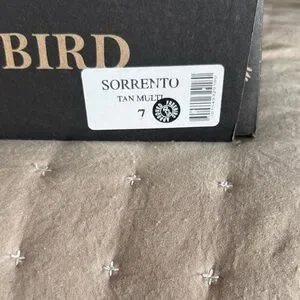 BIRD
SORRENTO
TAN MULTI
7